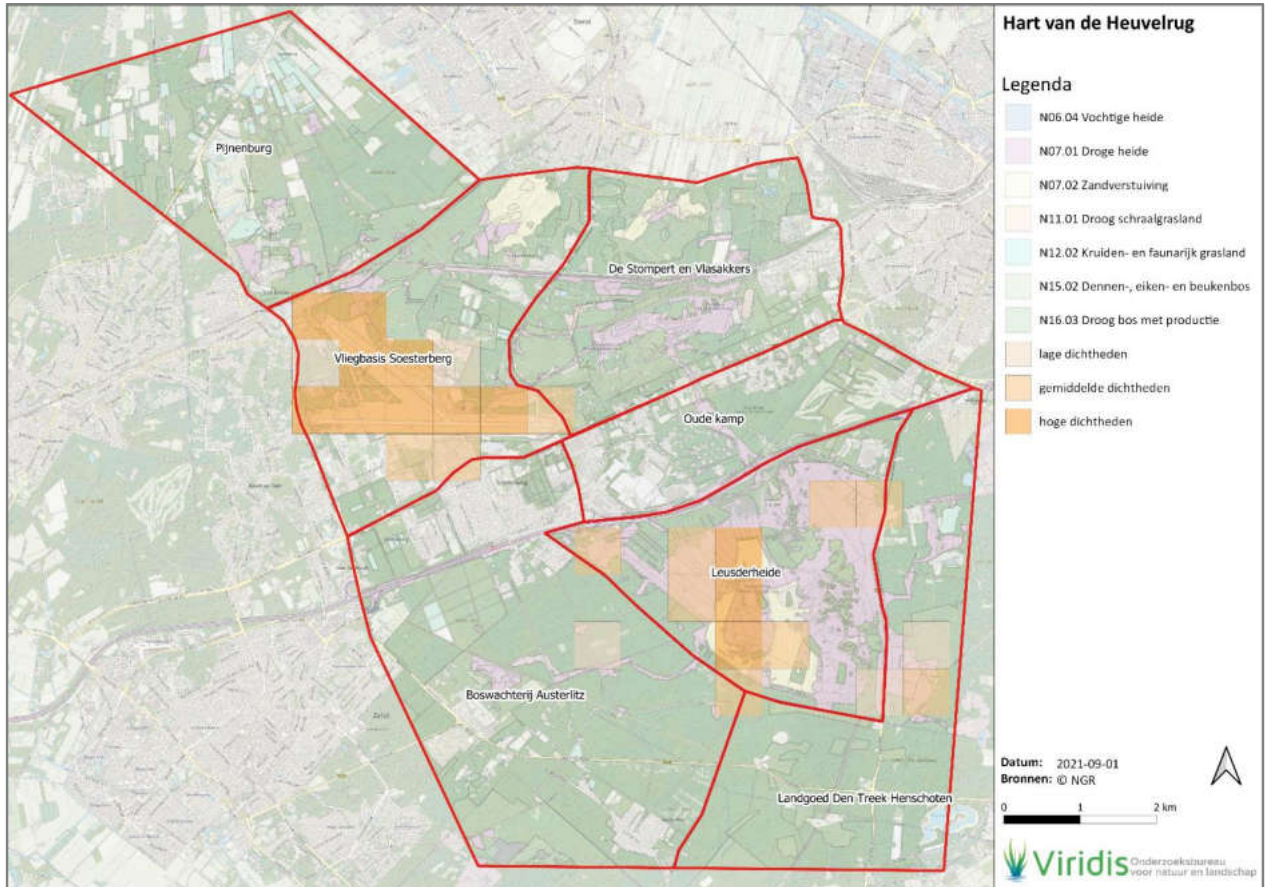 Hart van de Heuvelrug
Legenda
N06.04 Vochtige heide
N07.01 Droge heide
N07.02 Zandverstuiving
N11.01 Droog schraalgrasland
N12.02 Kruiden- en faunarijk grasland
N15.02 Dennen-, eiken- en beukenbos
N16.03 Droog bos met productie
lage dichtheden
gemiddelde dichtheden
hoge dichtheden
Pijnenburg
De Stompert en Vlasakkers
Vliegbasis Soesterberg
Oude kamp
Leusderheide
Boswachterij Austerlitz
Zeist
Landgoed Den Treek Henschoten
Datum: 2021-09-01
Bronnen: © NGR
0 1 2 km
Viridis Onderzoeksbureau
voor natuur en landschap